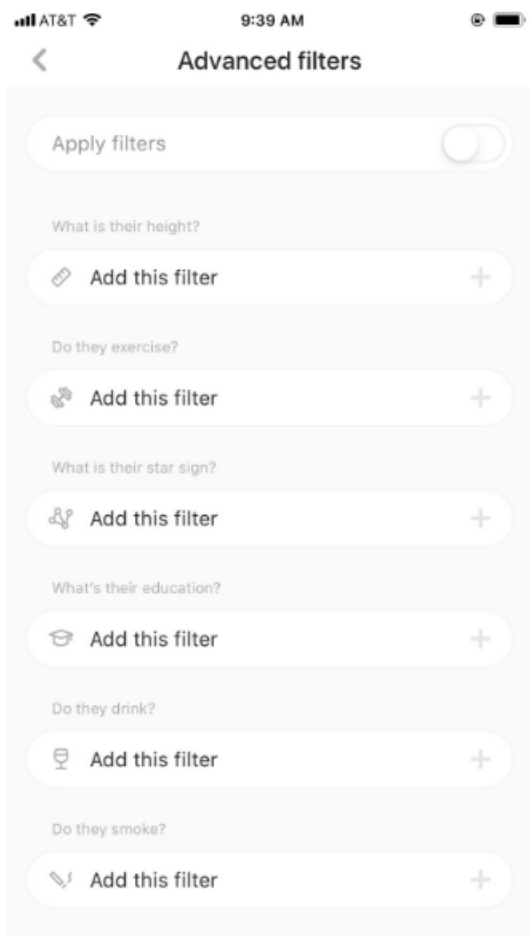 AT&T 9:39 AM
Advanced filters
Apply filters
What is their height?
Add this filter
Do they exercise?
Add this filter
What is their star sign?
Add this filter
What's their education?
Add this filter
Do they drink?
Add this filter
Do they smoke?
Add this filter